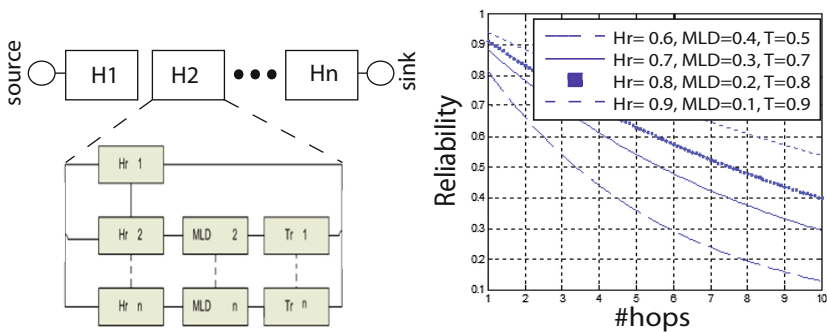 source
H1
H2
Hn
sink
Hr 1
Hr 2
MLD 2
Tr 1
Hr n
MLD n
Tr n
Reliability
1
0.9
0.8
0.7
0.6
0.5
0.4
0.3
0.2
0.1
Hr= 0.6, MLD=0.4, T=0.5
Hr= 0.7, MLD=0.3, T=0.7
Hr= 0.8, MLD=0.2, T=0.8
Hr= 0.9, MLD=0.1, T=0.9
1 2 3 4 5 6 7 8 9 10
#hops